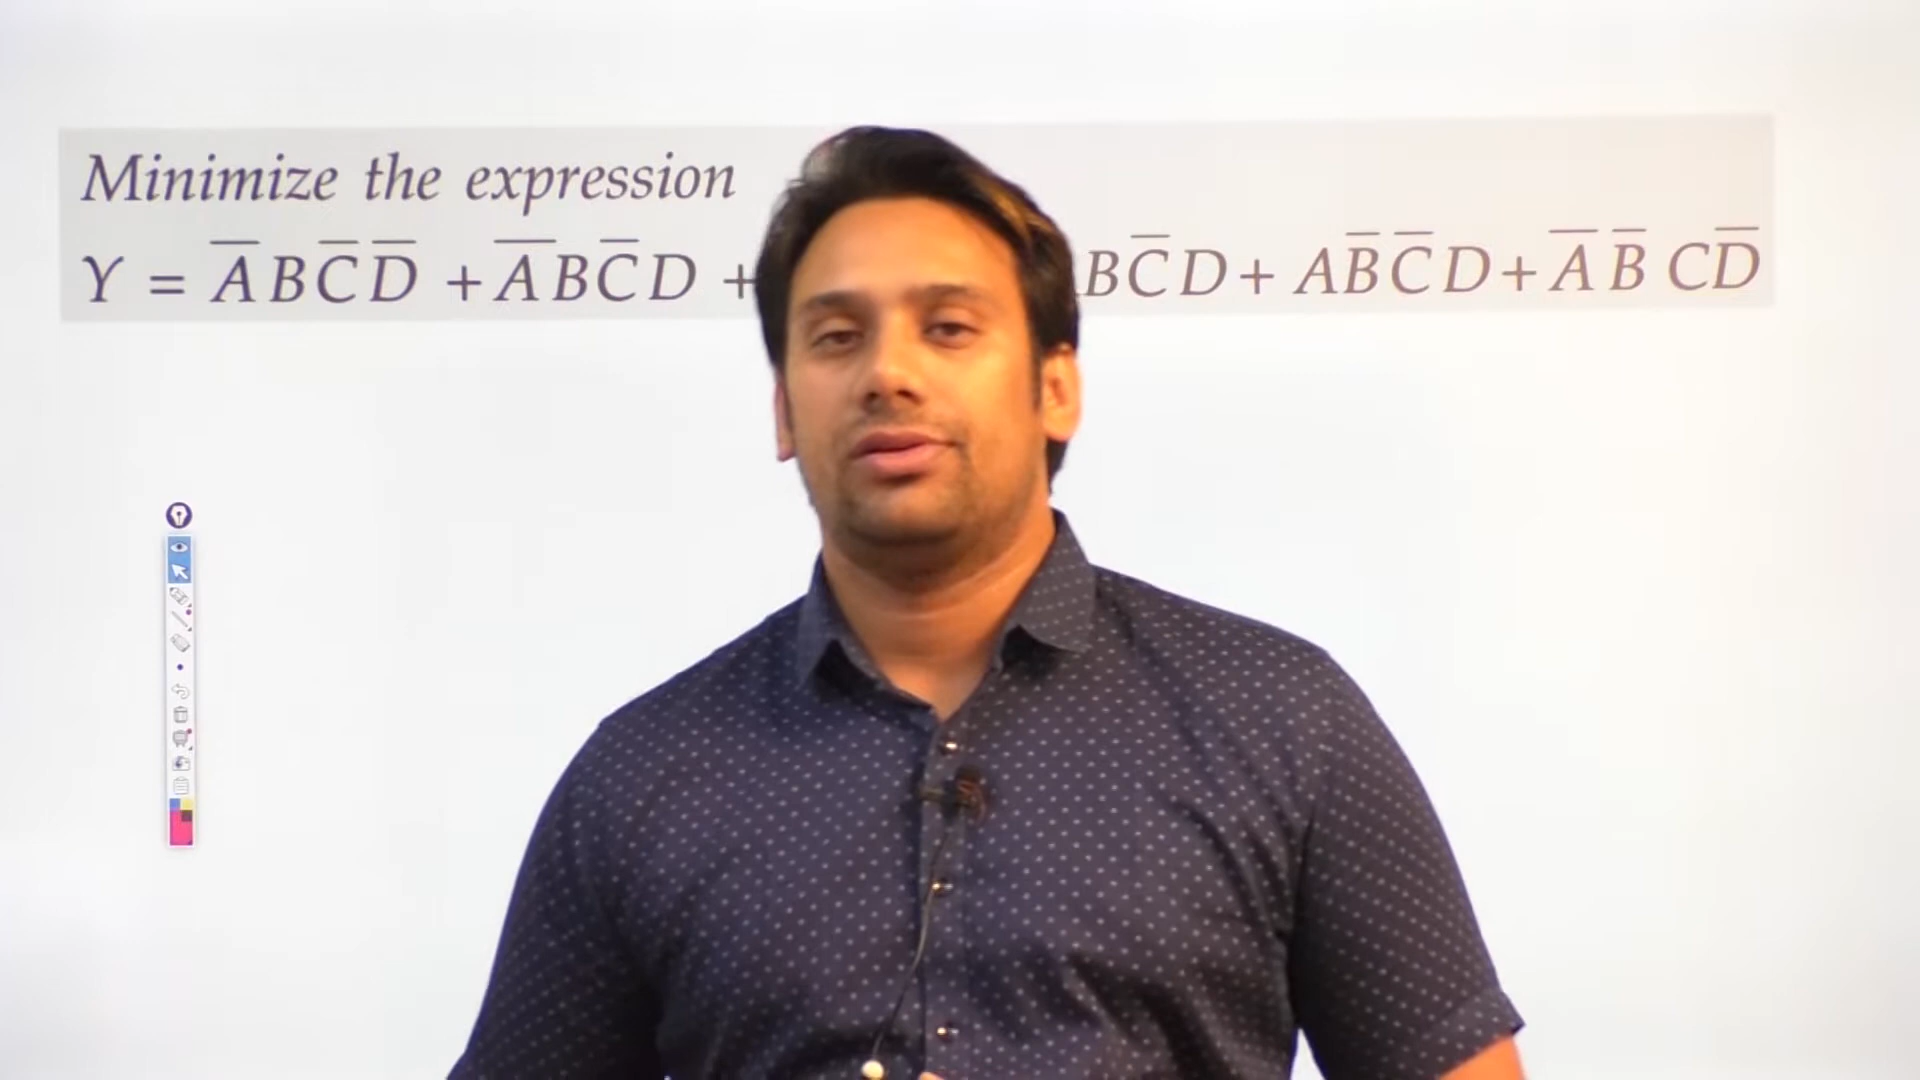 Minimize the expression
Y = A̅BC̅D̅ + A̅BC̅D + BC̅D + AB̅C̅D + A̅B̅CD̅